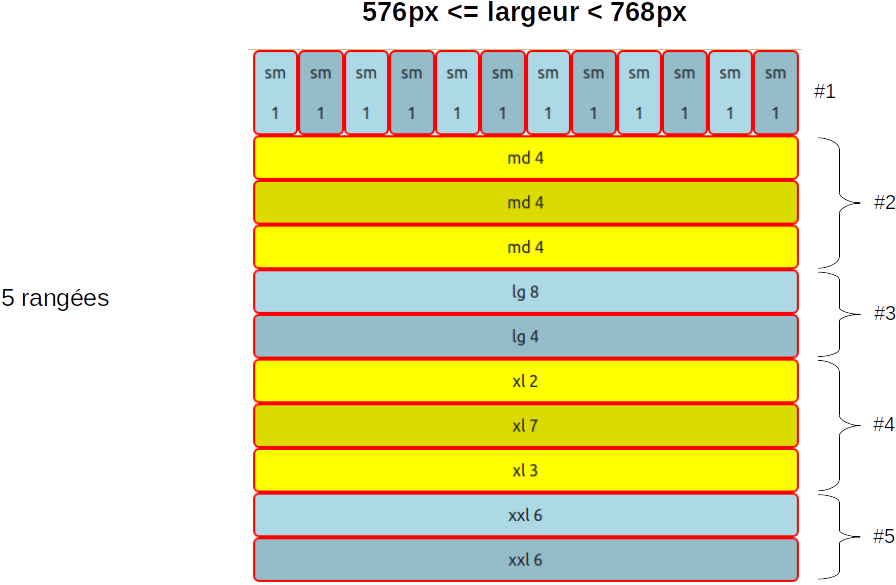 576px <= largeur < 768px
sm sm sm sm sm sm sm sm sm sm sm sm
1 1 1 1 1 1 1 1 1 1 1 1
#1
md 4
md 4
#2
md 4
lg 8
5 rangées
#3
lg 4
xl 2
xl 7
#4
xl 3
xxl 6
#5
xxl 6